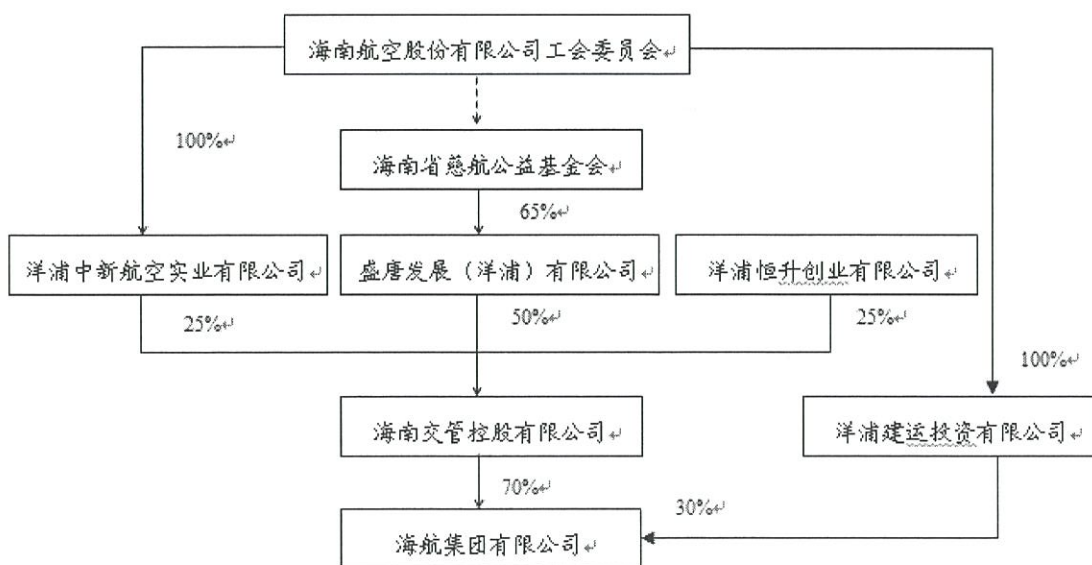 海南航空股份有限公司工会委员会↵
100%↵
海南省慈航公益基金会↵
65%↵
洋浦中新航空实业有限公司↵
盛唐发展（洋浦）有限公司↵
洋浦恒升创业有限公司↵
25%↵
50%↵
25%↵
100%↵
海南交管控股有限公司↵
洋浦建运投资有限公司↵
70%↵
30%↵
海航集团有限公司↵